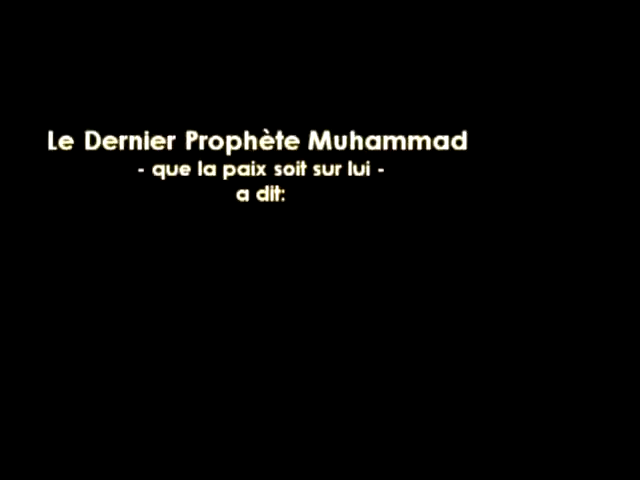 Le Dernier Prophète Muhammad
- que la paix soit sur lui -
a dit: